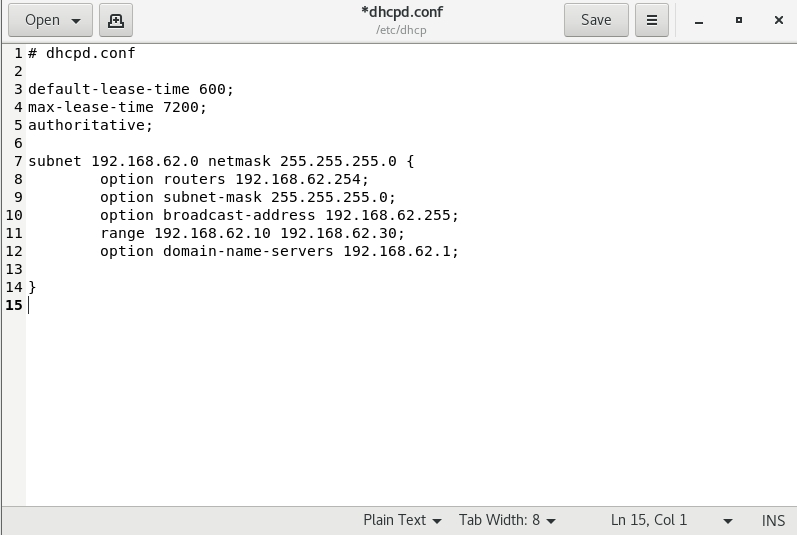 Open
*dhcpd.conf
/etc/dhcp
Save
1 # dhcpd.conf
2
3 default-lease-time 600;
4 max-lease-time 7200;
5 authoritative;
6
7 subnet 192.168.62.0 netmask 255.255.255.0 {
8         option routers 192.168.62.254;
9         option subnet-mask 255.255.255.0;
10         option broadcast-address 192.168.62.255;
11         range 192.168.62.10 192.168.62.30;
12         option domain-name-servers 192.168.62.1;
13
14 }
15
Plain Text Tab Width: 8 Ln 15, Col 1 INS